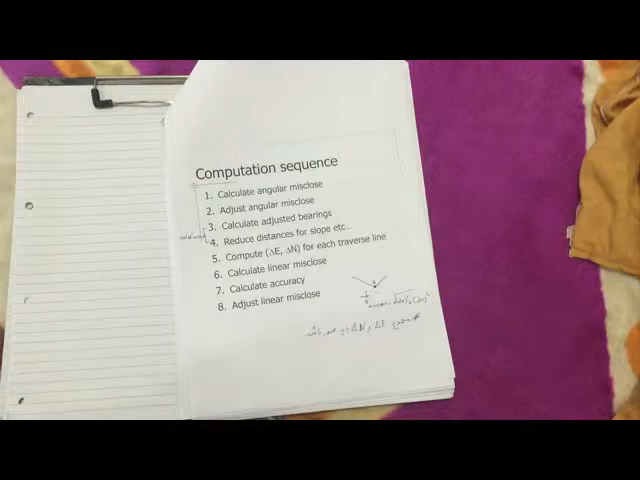 Computation sequence
1. Calculate angular misclose
2. Adjust angular misclose
3. Calculate adjusted bearings
4. Reduce distances for slope etc...
5. Compute (ΔE, ΔN) for each traverse line
6. Calculate linear misclose
7. Calculate accuracy
8. Adjust linear misclose
ΔN, ΔE